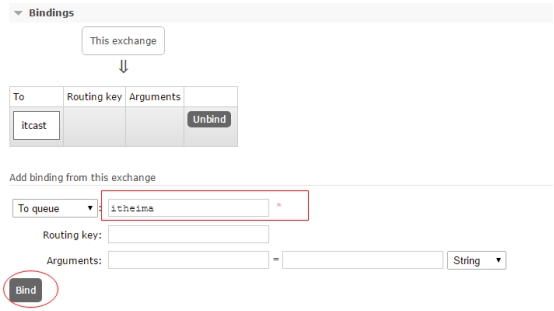 Bindings
This exchange
⇓
To Routing key Arguments
itcast Unbind
Add binding from this exchange
To queue : itheima *
Routing key:
Arguments: = String
Bind